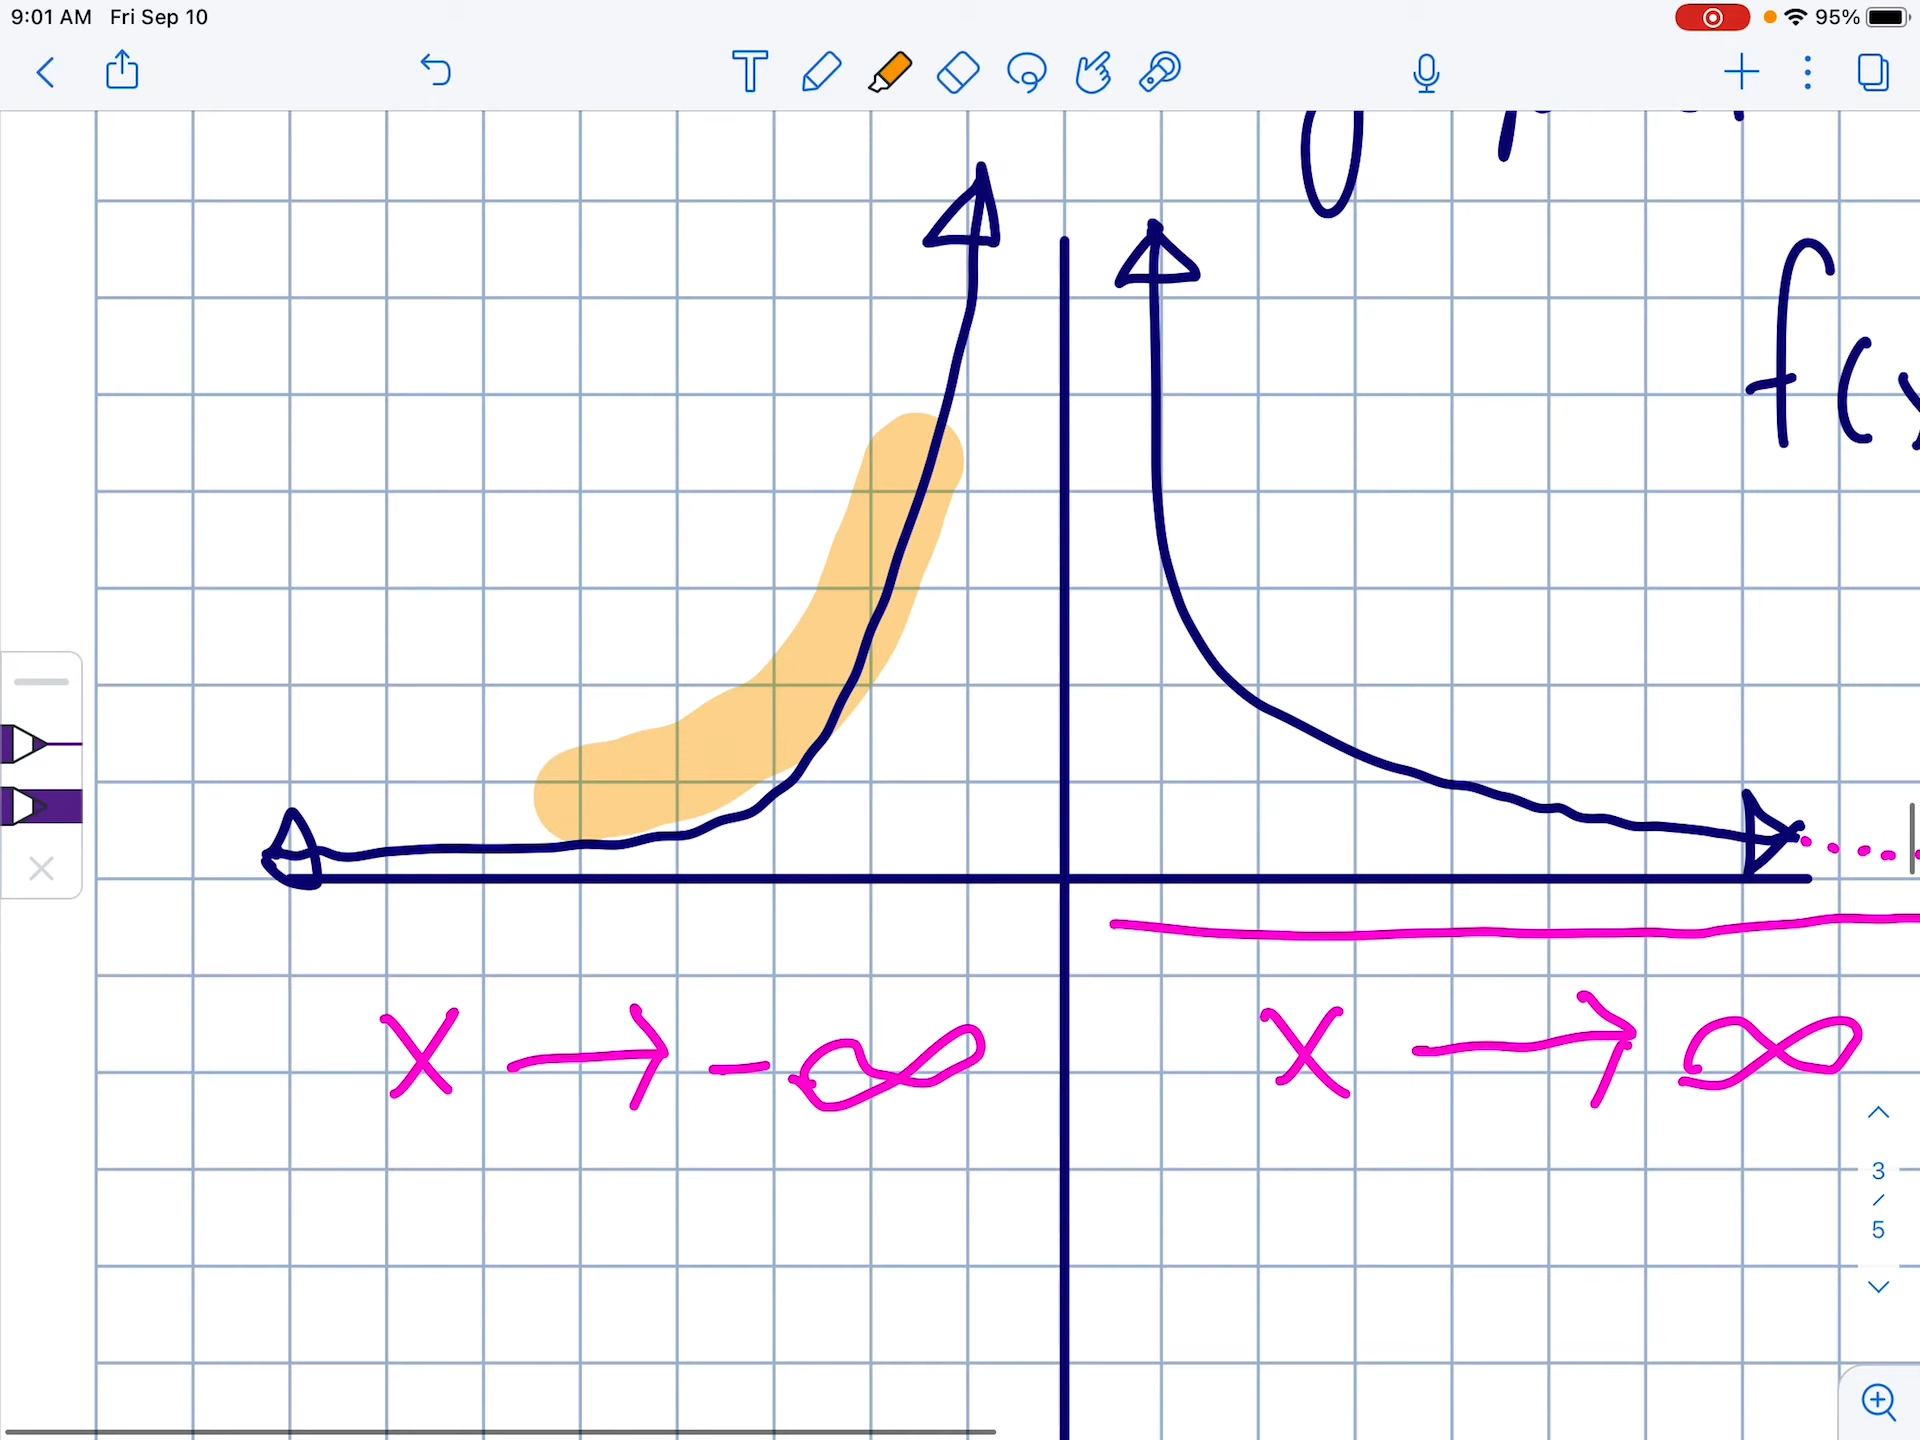 9:01 AM Fri Sep 10 95%
T
f(x
x → -∞ x → ∞
3
/
5